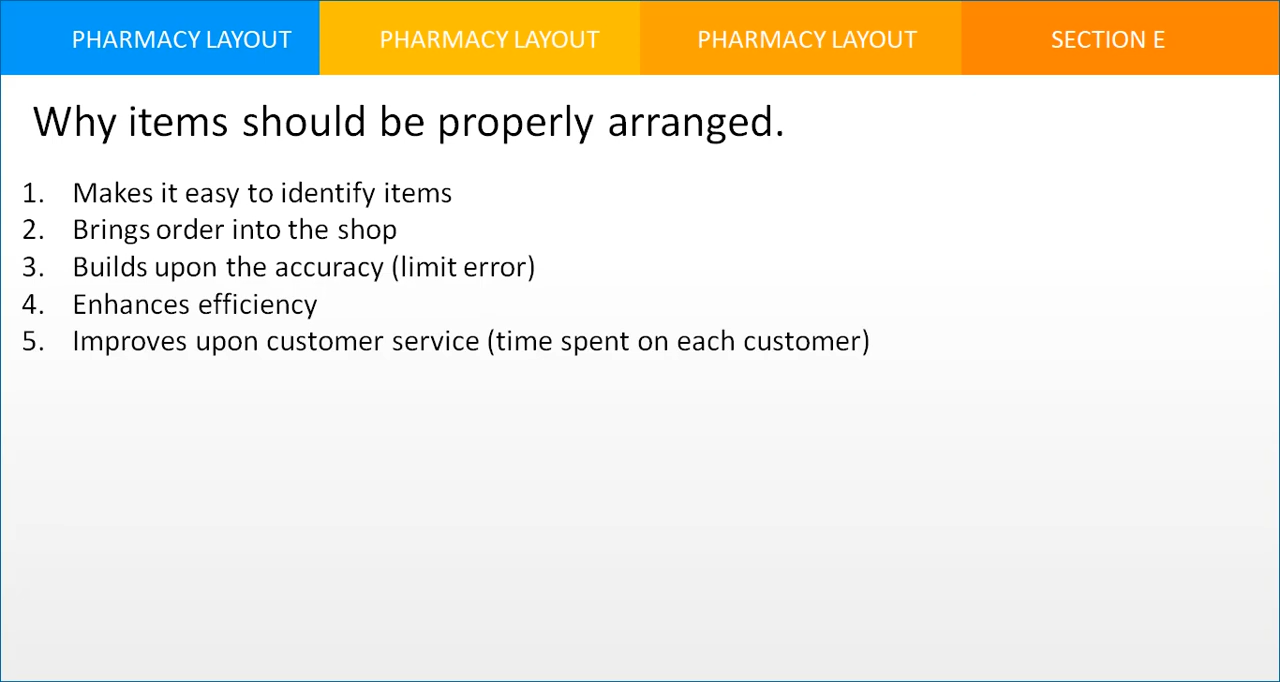 PHARMACY LAYOUT PHARMACY LAYOUT PHARMACY LAYOUT SECTION E
Why items should be properly arranged.
1. Makes it easy to identify items
2. Brings order into the shop
3. Builds upon the accuracy (limit error)
4. Enhances efficiency
5. Improves upon customer service (time spent on each customer)